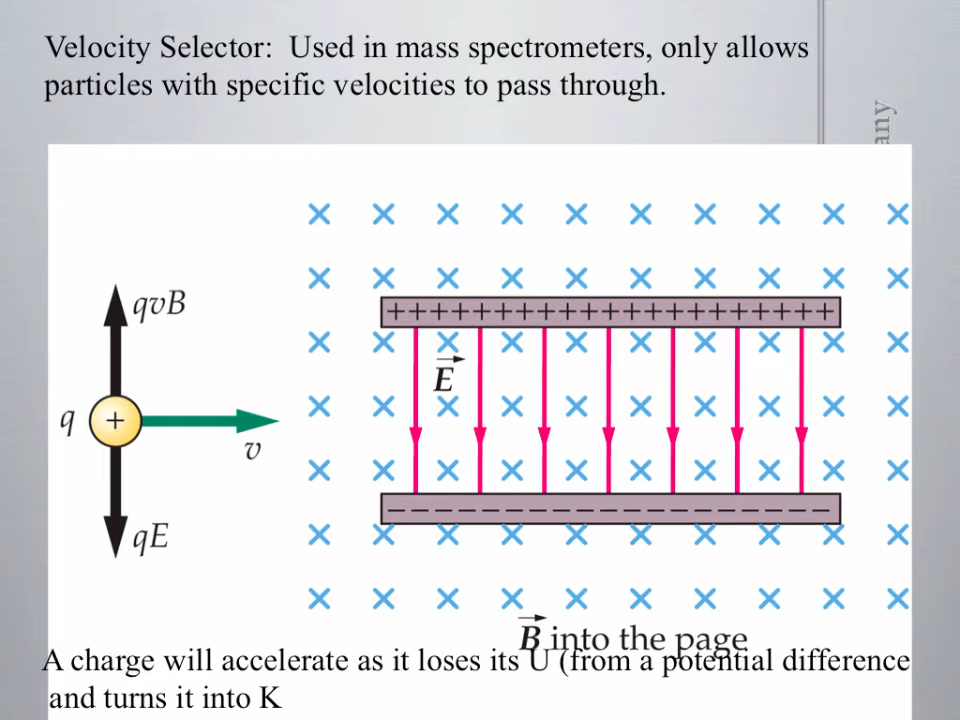 Velocity Selector: Used in mass spectrometers, only allows
particles with specific velocities to pass through.
any
qvB
E
q
+
v
qE
B into the page
A charge will accelerate as it loses its U (from a potential difference
and turns it into K